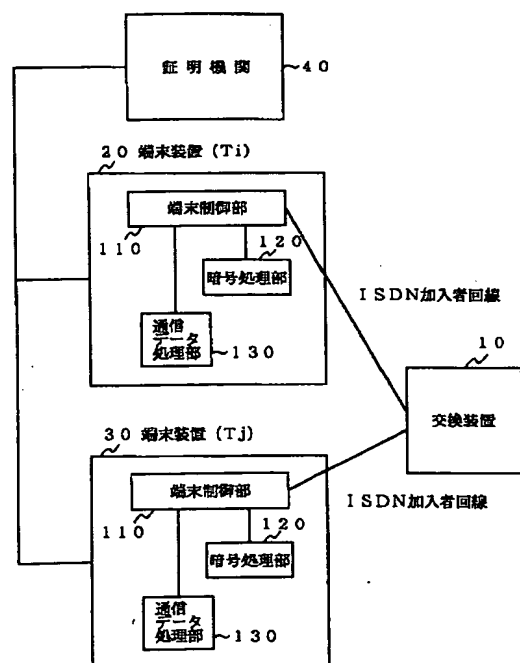 証明機関
40
20 端末装置(Ti)
端末制御部
110
120
暗号処理部
通信
データ
処理部
130
ISDN加入者回線
10
交換装置
30 端末装置(Tj)
端末制御部
ISDN加入者回線
110
120
暗号処理部
通信
データ
処理部
130